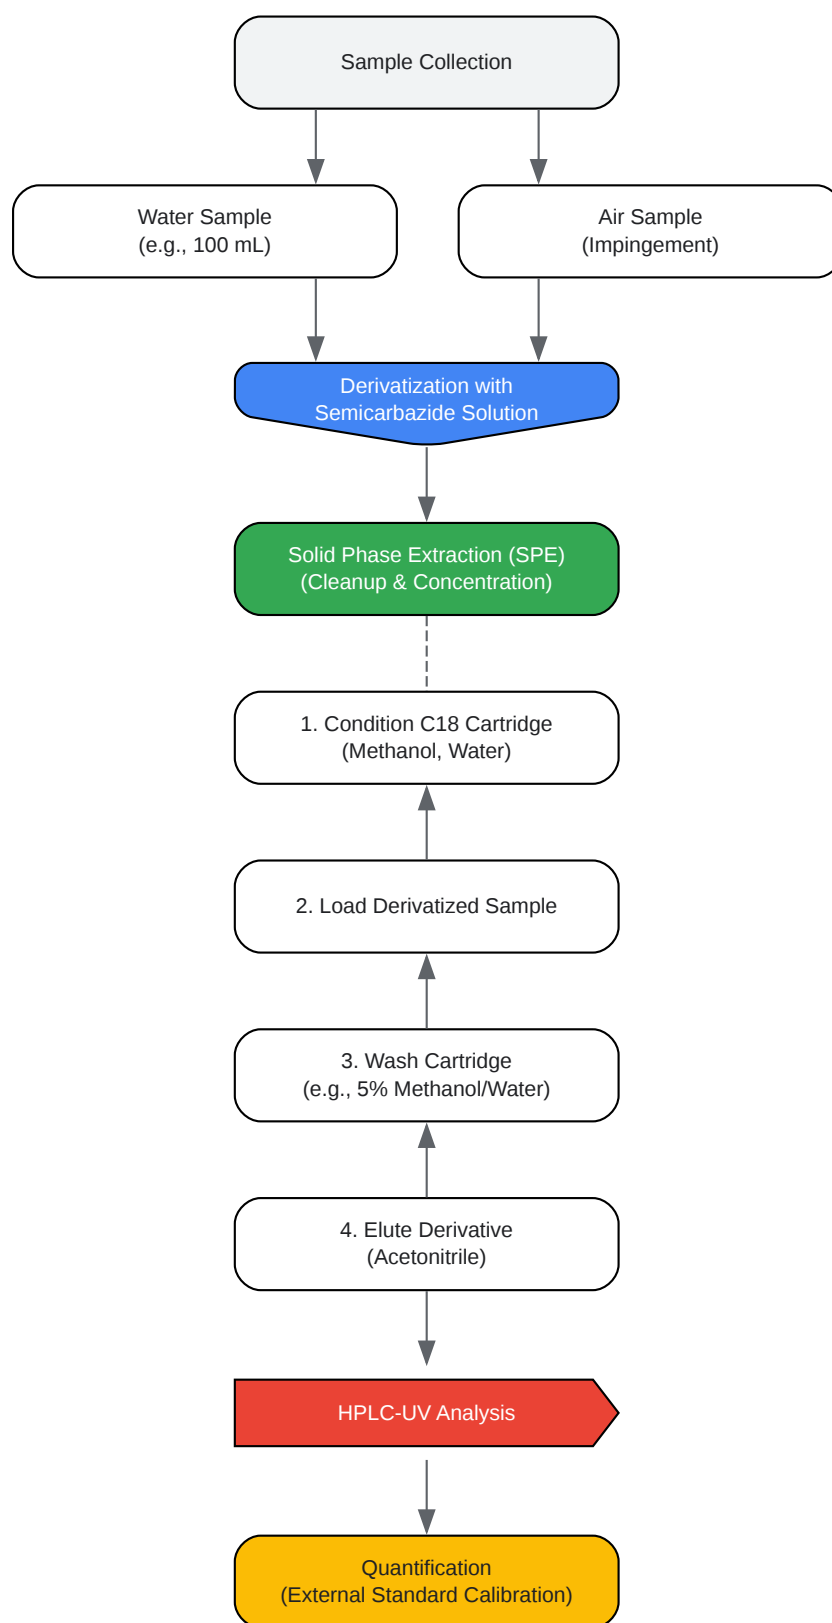 Sample Collection
Water Sample
(e.g., 100 mL)
Air Sample
(Impingement)
Derivatization with
Semicarbazide Solution
Solid Phase Extraction (SPE)
(Cleanup & Concentration)
1. Condition C18 Cartridge
(Methanol, Water)
2. Load Derivatized Sample
3. Wash Cartridge
(e.g., 5% Methanol/Water)
4. Elute Derivative
(Acetonitrile)
HPLC-UV Analysis
Quantification
(External Standard Calibration)